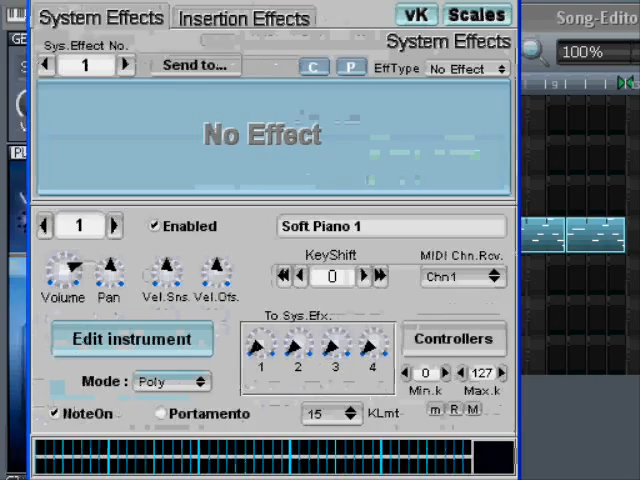 System Effects Insertion Effects vK Scales
Song-Edito
Sys.Effect No.
System Effects
100%
1 Send to... C P EffType No Effect
No Effect
1 Enabled Soft Piano 1
KeyShift MIDI Chn.Rcv.
0 Chn1
Volume Pan Vel.Sns. Vel.Ofs.
To Sys.Efx.
Edit instrument Controllers
1 2 3 4
Mode : Poly 0 127
Min.k Max.k
NoteOn Portamento 15 KLmt m R M